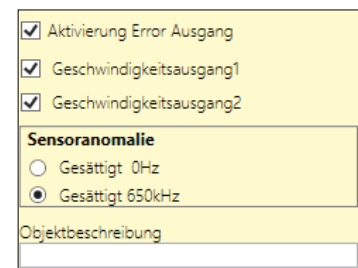 Aktivierung Error Ausgang
Geschwindigkeitsausgang1
Geschwindigkeitsausgang2
Sensoranomalie
Gesättigt 0Hz
Gesättigt 650kHz
Objektbeschreibung